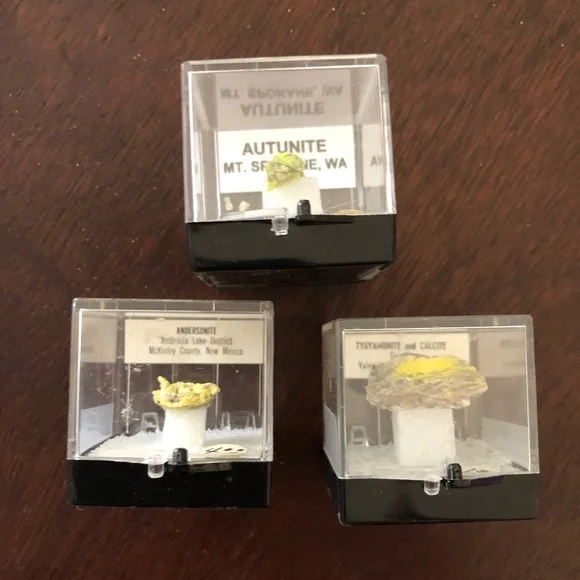 AUTUNITE
MT. SPOKANE, WA
ANDERSONITE
Ambrosia Lake District
McKinley County, New Mexico
TYUYAMUNITE and CALCITE